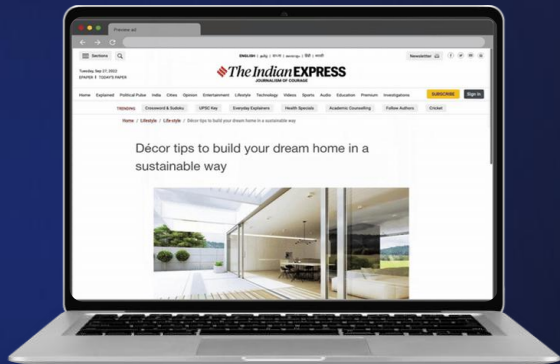 Preview ad
Sections
ENGLISH | தமிழ் | বাংলা | മലയാളം | हिंदी | मराठी
Newsletter
Tuesday, Sep 27, 2022
EPAPER | TODAY'S PAPER
The Indian EXPRESS
JOURNALISM OF COURAGE
Home Explained Political Pulse India Cities Opinion Entertainment Lifestyle Technology Videos Sports Audio Education Premium Investigations SUBSCRIBE Sign In
TRENDING Crossword & Sudoku UPSC Key Everyday Explainers Health Specials Academic Counselling Follow Authors Cricket
Home / Lifestyle / Life-style / Décor tips to build your dream home in a sustainable way
Décor tips to build your dream home in a
sustainable way